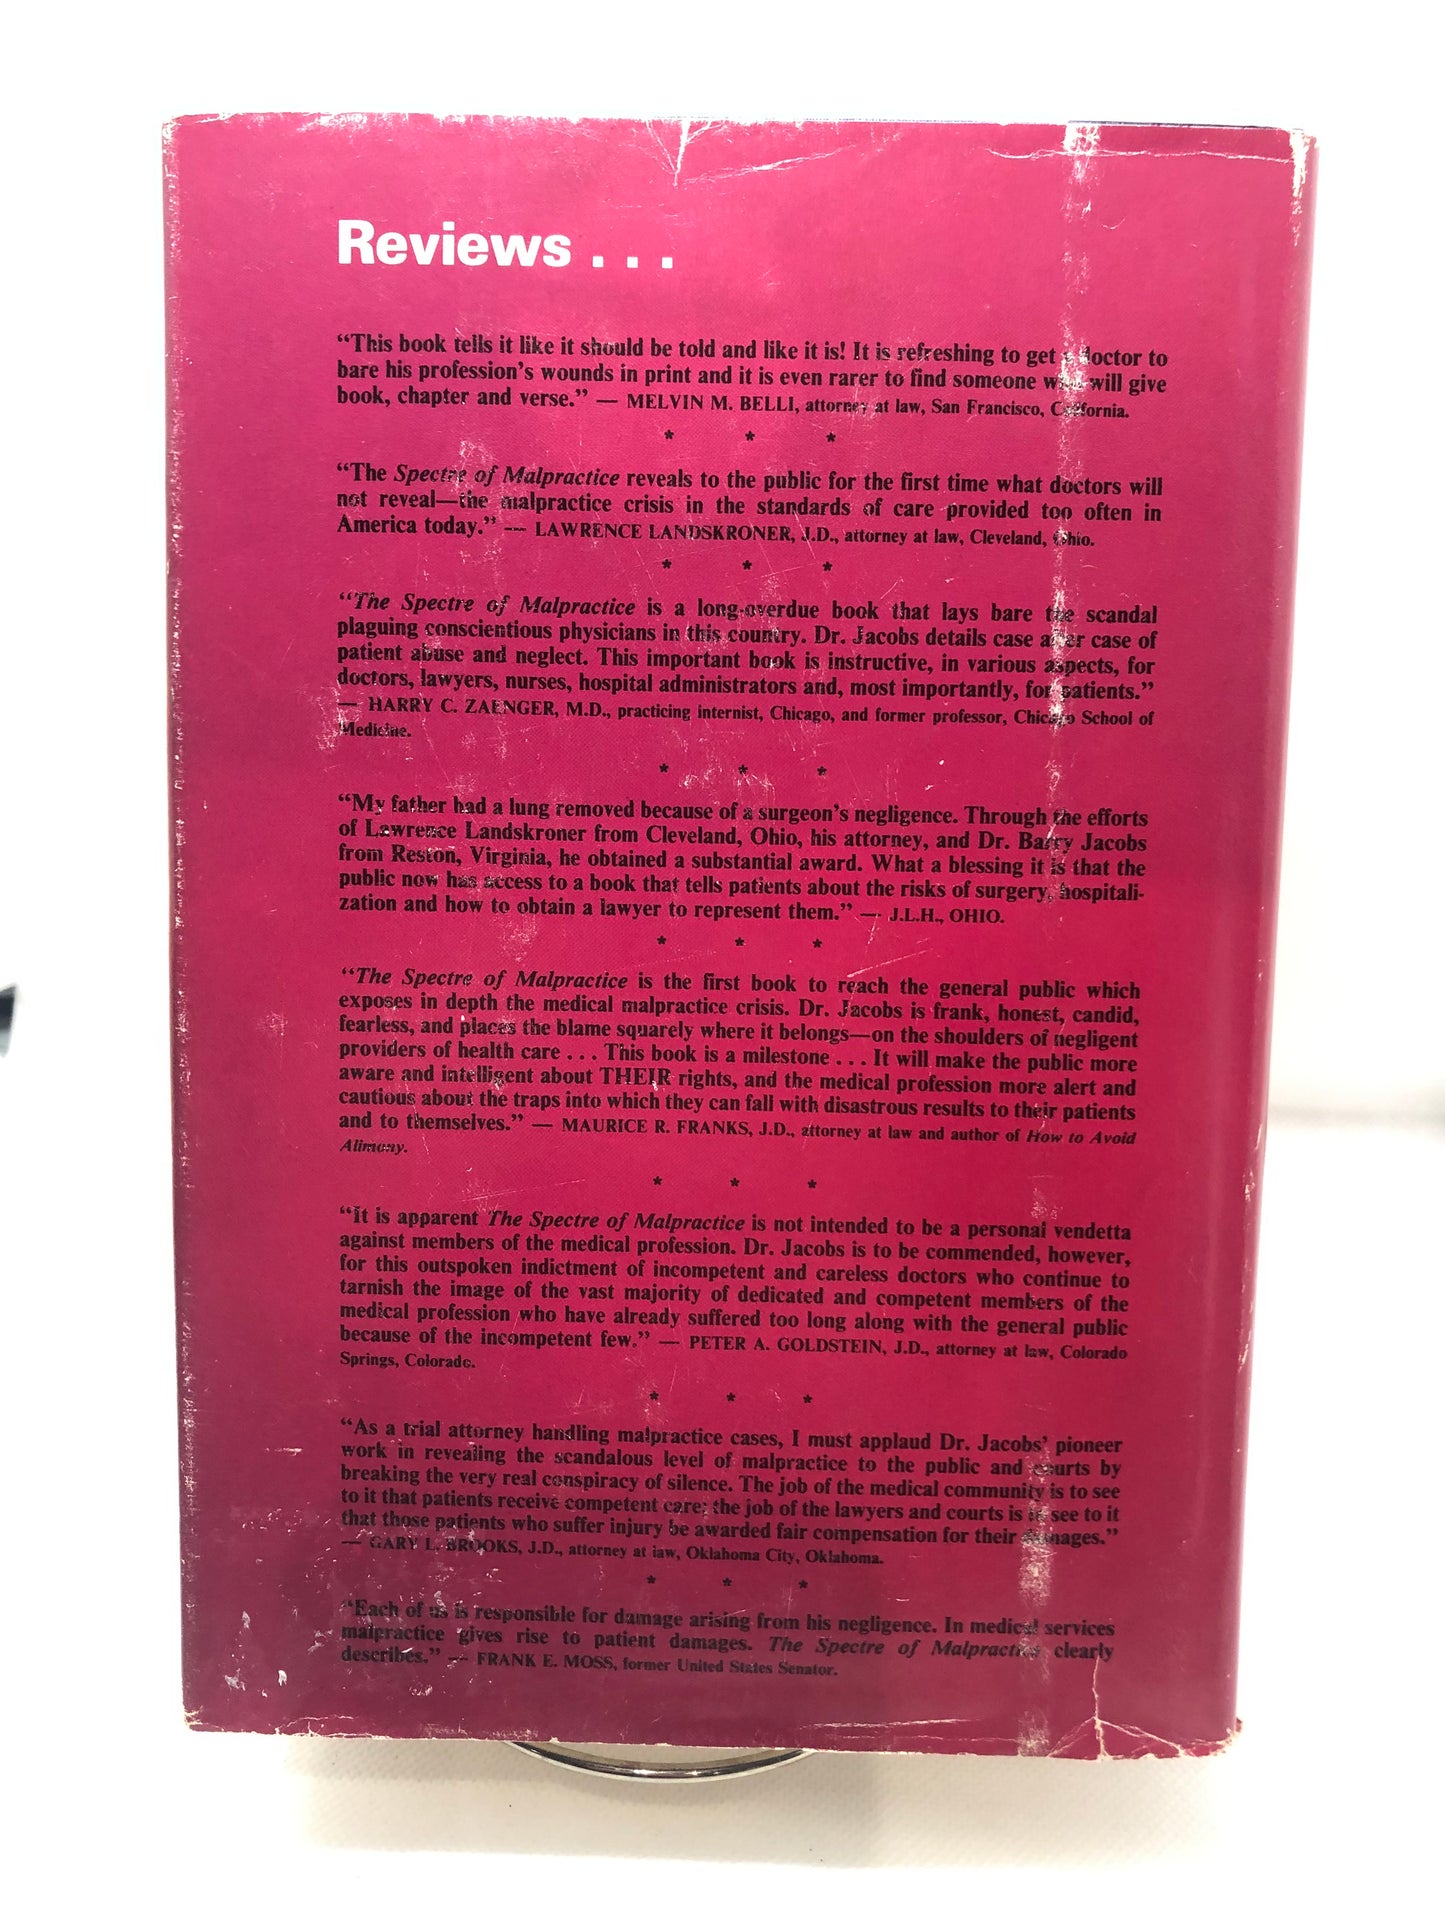 Reviews . . .
“This book tells it like it should be told and like it is! It is refreshing to get a doctor to
bare his profession’s wounds in print and it is even rarer to find someone who will give
book, chapter and verse.” — MELVIN M. BELLI, attorney at law, San Francisco, California.
* * *
“The Spectre of Malpractice reveals to the public for the first time what doctors will
not reveal—the malpractice crisis in the standards of care provided too often in
America today.” — LAWRENCE LANDSKRONER, J.D., attorney at law, Cleveland, Ohio.
* * *
“The Spectre of Malpractice is a long-overdue book that lays bare the scandal
plaguing conscientious physicians in this country. Dr. Jacobs details case after case of
patient abuse and neglect. This important book is instructive, in various aspects, for
doctors, lawyers, nurses, hospital administrators and, most importantly, for patients.”
— HARRY C. ZAENGER, M.D., practicing internist, Chicago, and former professor, Chicago School of
Medicine.
* * *
“My father had a lung removed because of a surgeon’s negligence. Through the efforts
of Lawrence Landskroner from Cleveland, Ohio, his attorney, and Dr. Barry Jacobs
from Reston, Virginia, he obtained a substantial award. What a blessing it is that the
public now has access to a book that tells patients about the risks of surgery, hospitali-
zation and how to obtain a lawyer to represent them.” — J.L.H., OHIO.
* * *
“The Spectre of Malpractice is the first book to reach the general public which
exposes in depth the medical malpractice crisis. Dr. Jacobs is frank, honest, candid,
fearless, and places the blame squarely where it belongs—on the shoulders of negligent
providers of health care . . . This book is a milestone . . . It will make the public more
aware and intelligent about THEIR rights, and the medical profession more alert and
cautious about the traps into which they can fall with disastrous results to their patients
and to themselves.” — MAURICE R. FRANKS, J.D., attorney at law and author of How to Avoid
Alimony.
* * *
“It is apparent The Spectre of Malpractice is not intended to be a personal vendetta
against members of the medical profession. Dr. Jacobs is to be commended, however,
for this outspoken indictment of incompetent and careless doctors who continue to
tarnish the image of the vast majority of dedicated and competent members of the
medical profession who have already suffered too long along with the general public
because of the incompetent few.” — PETER A. GOLDSTEIN, J.D., attorney at law, Colorado
Springs, Colorado.
* * *
“As a trial attorney handling malpractice cases, I must applaud Dr. Jacobs’ pioneer
work in revealing the scandalous level of malpractice to the public and courts by
breaking the very real conspiracy of silence. The job of the medical community is to see
to it that patients receive competent care; the job of the lawyers and courts is to see to it
that those patients who suffer injury be awarded fair compensation for their damages.”
— GARY L. BROOKS, J.D., attorney at law, Oklahoma City, Oklahoma.
* * *
“Each of us is responsible for damage arising from his negligence. In medical services
malpractice gives rise to patient damages. The Spectre of Malpractice clearly
describes.” — FRANK E. MOSS, former United States Senator.